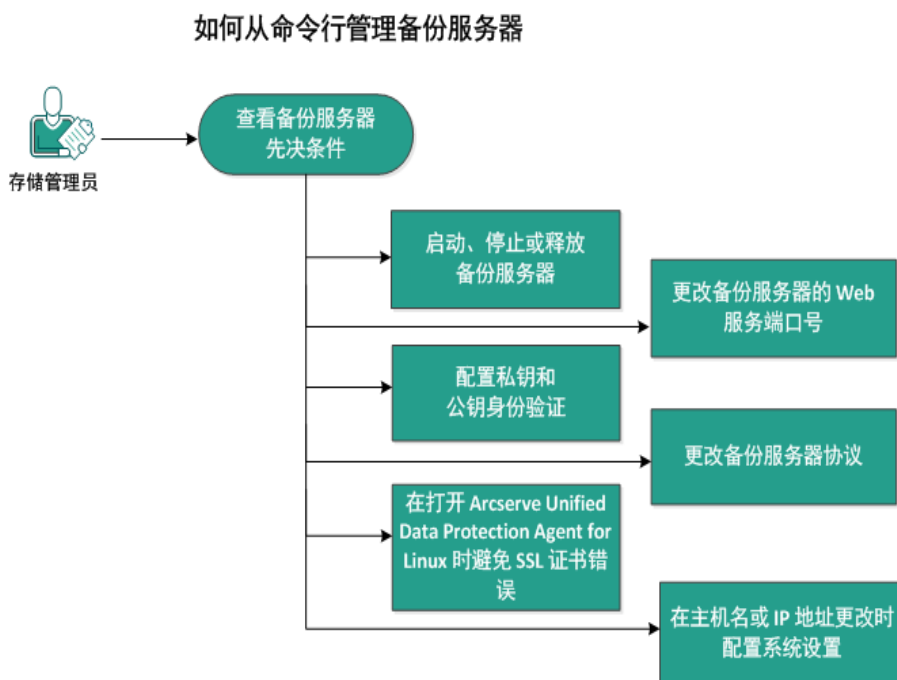 如何从命令行管理备份服务器
查看备份服务器
先决条件
存储管理员
启动、停止或释放
备份服务器
更改备份服务器的 Web
服务端口号
配置私钥和
公钥身份验证
更改备份服务器协议
在打开 Arcserve Unified
Data Protection Agent for
Linux 时避免 SSL 证书错
误
在主机名或 IP 地址更改时
配置系统设置